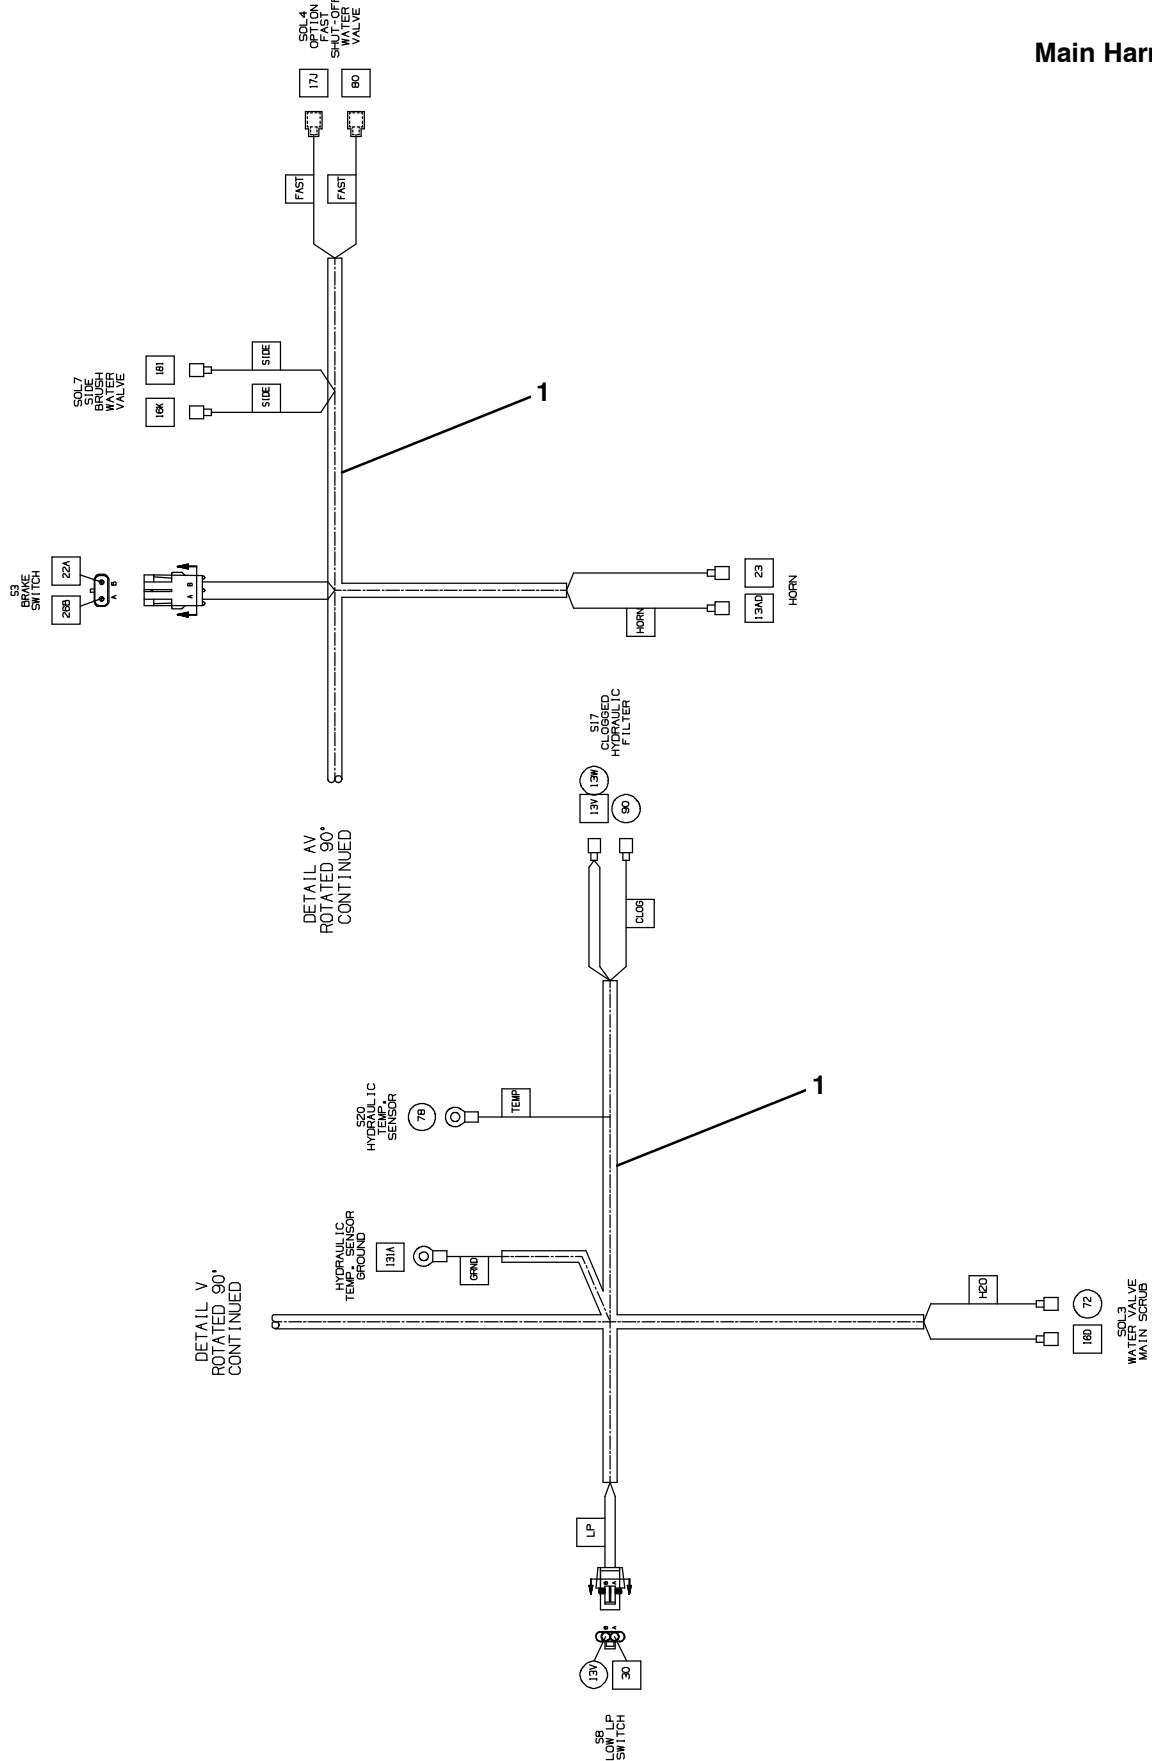 Main Harn
SOL4
OPTION
FAST
SHUT-OFF
WATER
VALVE
17J
80
FAST
FAST
SOL7
SIDE
BRUSH
WATER
VALVE
181
16K
SIDE
SIDE
1
S3
BRAKE
SWITCH
22A
26B
A B
A B
HORN
23
13AD
HORN
DETAIL AV
ROTATED 90°
CONTINUED
S17
CLOGGED
HYDRAULIC
FILTER
13V
13W
90
CLOG
S20
HYDRAULIC
TEMP.
SENSOR
78
TEMP
1
HYDRAULIC
TEMP. SENSOR
GROUND
131A
GRND
DETAIL V
ROTATED 90°
CONTINUED
H2O
72
16D
SOL3
WATER VALVE
MAIN SCRUB
LP
B A
B A
13V
30
S8
LOW LP
SWITCH